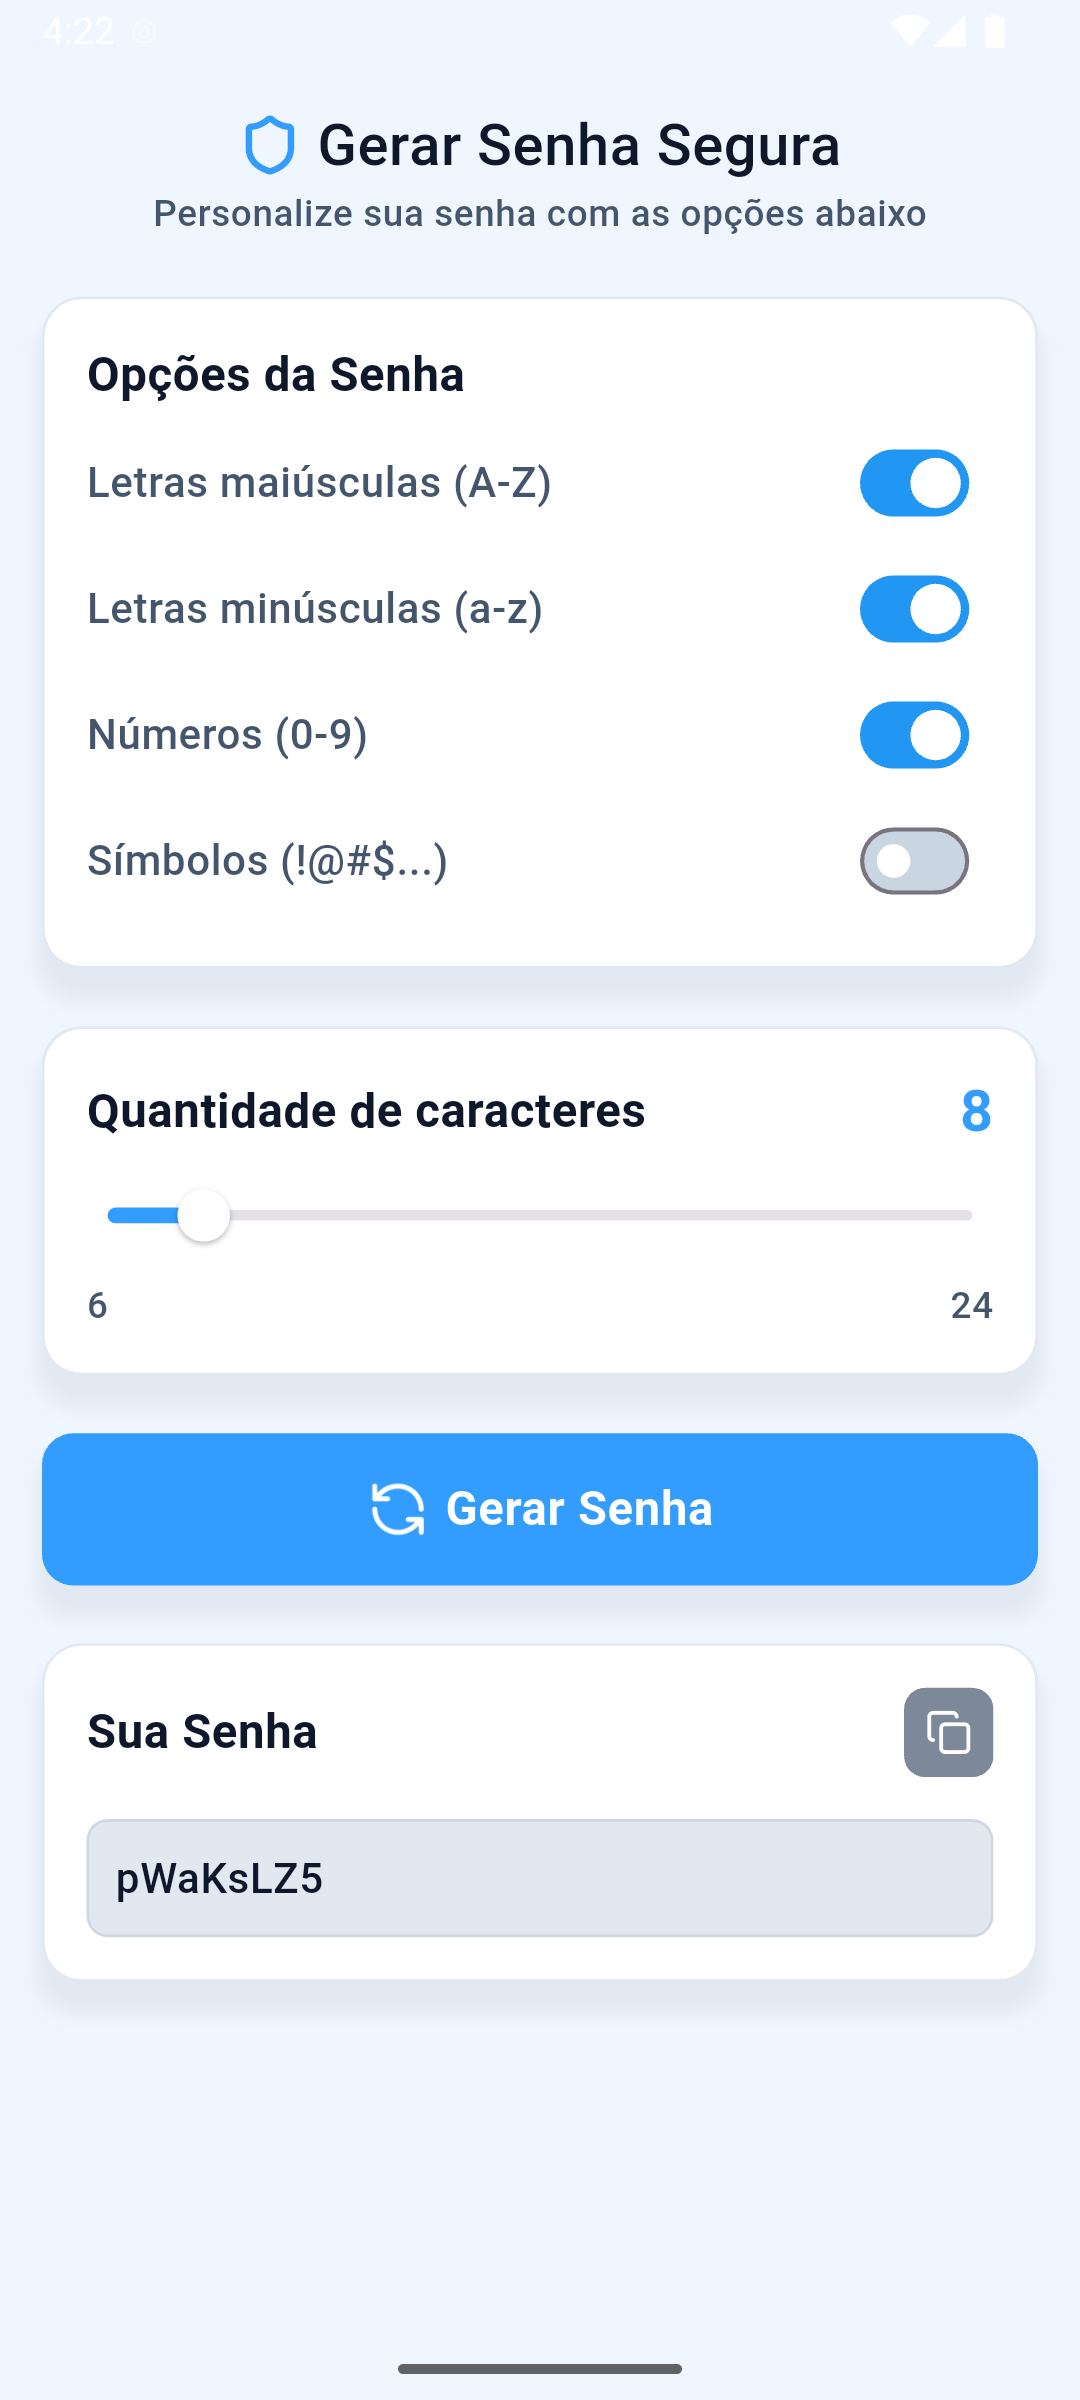 4:22
Gerar Senha Segura
Personalize sua senha com as opções abaixo
Opções da Senha
Letras maiúsculas (A-Z)
Letras minúsculas (a-z)
Números (0-9)
Símbolos (!@#$...)
Quantidade de caracteres 8
6 24
Gerar Senha
Sua Senha
pWaKsLZ5